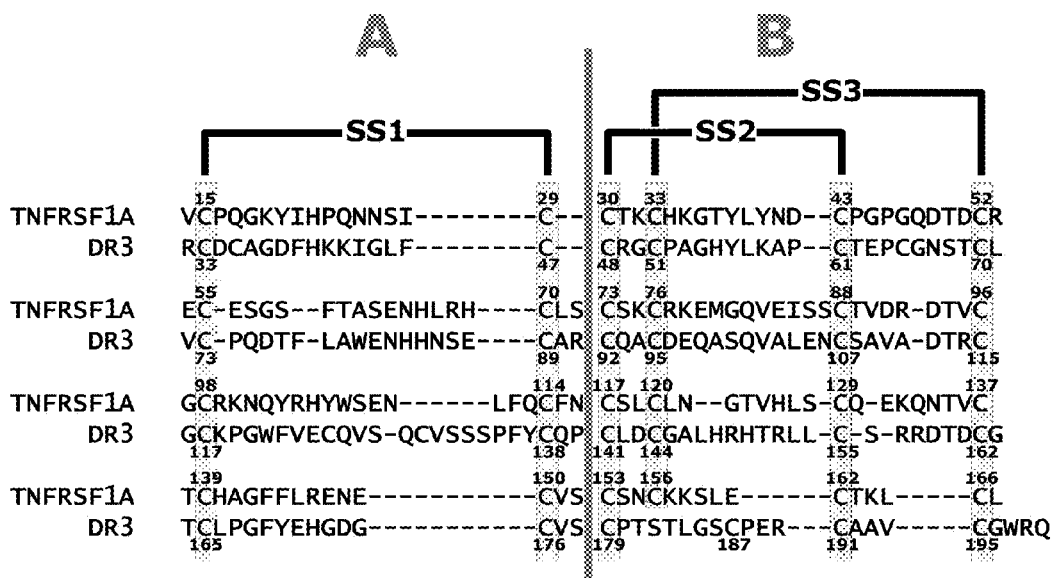 A B
SS3
SS1 SS2
15 29 30 33 43 52
TNFRSF1A VCPQGKYIHPQNNSI--------C-- CTKCHKGTYLYND--CPGPGQDTDCR
DR3 RCDCAGDFHKKIGLF--------C-- CRGCPAGHYLKAP--CTEPCGNSTCL
33 47 48 51 61 70
55 70 73 76 88 96
TNFRSF1A EC-ESGS--FTASENHLRH----CLS CSKCRKEMGQVEISSCTVDR-DTVC
DR3 VC-PQDTF-LAWENHHNSE----CAR CQACDEQASQVALENCSAVA-DTRC
73 89 92 95 107 115
98 114 117 120 129 137
TNFRSF1A GCRKNQYRHYWSEN------LFQCFN CSLCLN--GTVHLS-CQ-EKQNTVC
DR3 GCKPGWFVECQVS-QCVSSSPFYCQP CLDCGALHRHTRLL-C-S-RRDTDCG
117 138 141 144 155 162
139 150 153 156 162 166
TNFRSF1A TCHAGFFLRENE-----------CVS CSNCKKSLE------CTKL-----CL
DR3 TCLPGFYEHGDG-----------CVS CPTSTLGSCPER---CAAV-----CGWRQ
165 176 179 187 191 195